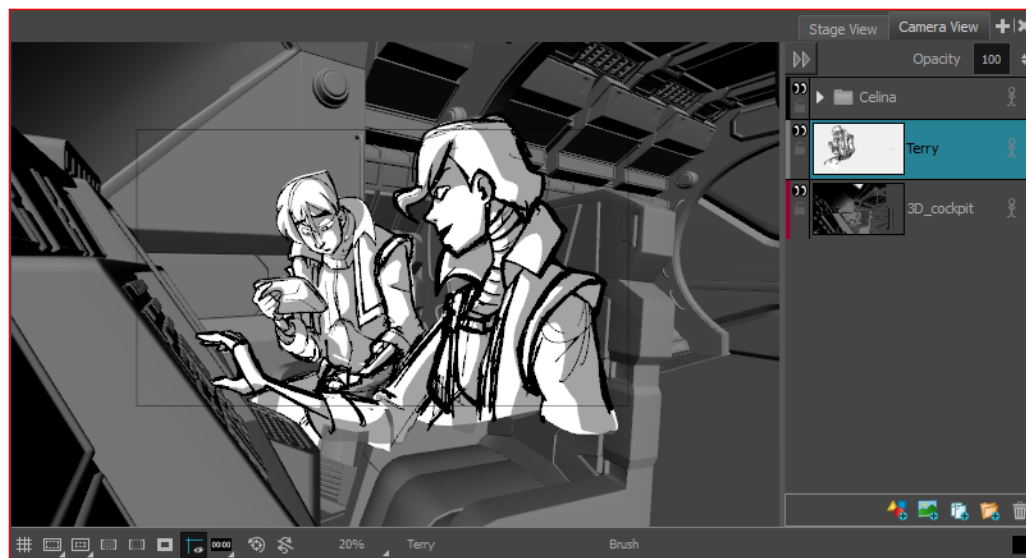 Stage View Camera View
Opacity 100
Celina
Terry
3D_cockpit
00:00 20% Terry Brush